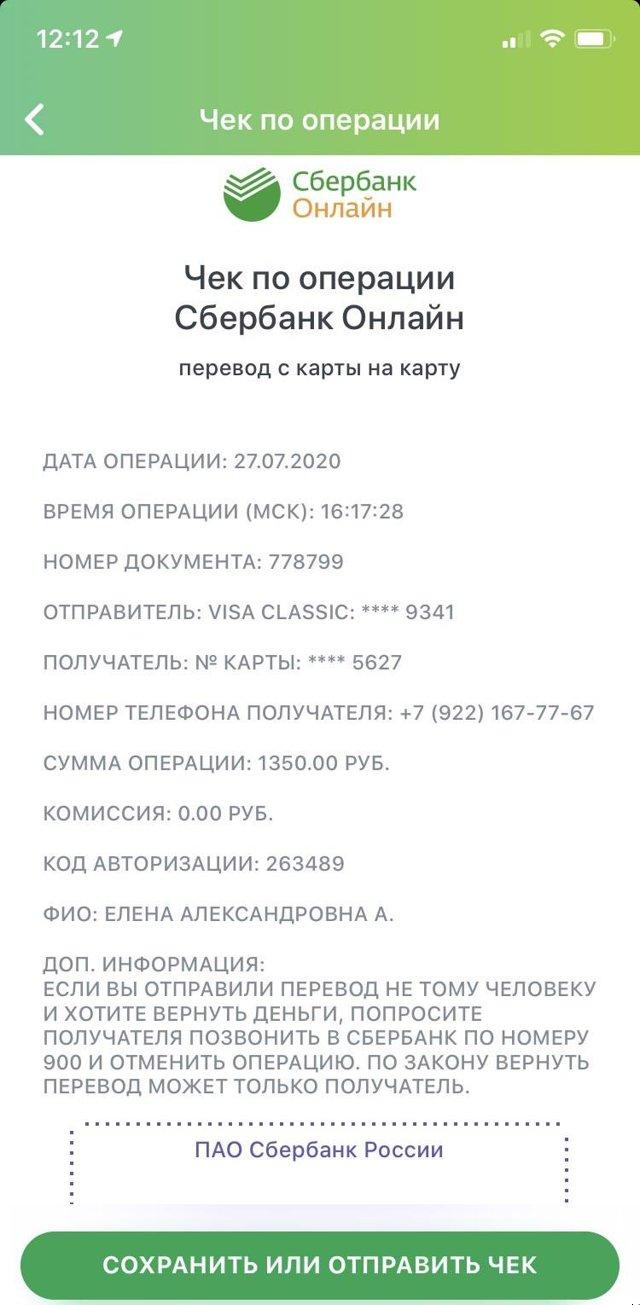 12:12
Чек по операции
Сбербанк
Онлайн
Чек по операции
Сбербанк Онлайн
перевод с карты на карту
ДАТА ОПЕРАЦИИ: 27.07.2020
ВРЕМЯ ОПЕРАЦИИ (МСК): 16:17:28
НОМЕР ДОКУМЕНТА: 778799
ОТПРАВИТЕЛЬ: VISA CLASSIC: **** 9341
ПОЛУЧАТЕЛЬ: № КАРТЫ: **** 5627
НОМЕР ТЕЛЕФОНА ПОЛУЧАТЕЛЯ: +7 (922) 167-77-67
СУММА ОПЕРАЦИИ: 1350.00 РУБ.
КОМИССИЯ: 0.00 РУБ.
КОД АВТОРИЗАЦИИ: 263489
ФИО: ЕЛЕНА АЛЕКСАНДРОВНА А.
ДОП. ИНФОРМАЦИЯ:
ЕСЛИ ВЫ ОТПРАВИЛИ ПЕРЕВОД НЕ ТОМУ ЧЕЛОВЕКУ
И ХОТИТЕ ВЕРНУТЬ ДЕНЬГИ, ПОПРОСИТЕ
ПОЛУЧАТЕЛЯ ПОЗВОНИТЬ В СБЕРБАНК ПО НОМЕРУ
900 И ОТМЕНИТЬ ОПЕРАЦИЮ. ПО ЗАКОНУ ВЕРНУТЬ
ПЕРЕВОД МОЖЕТ ТОЛЬКО ПОЛУЧАТЕЛЬ.
ПАО Сбербанк России
СОХРАНИТЬ ИЛИ ОТПРАВИТЬ ЧЕК